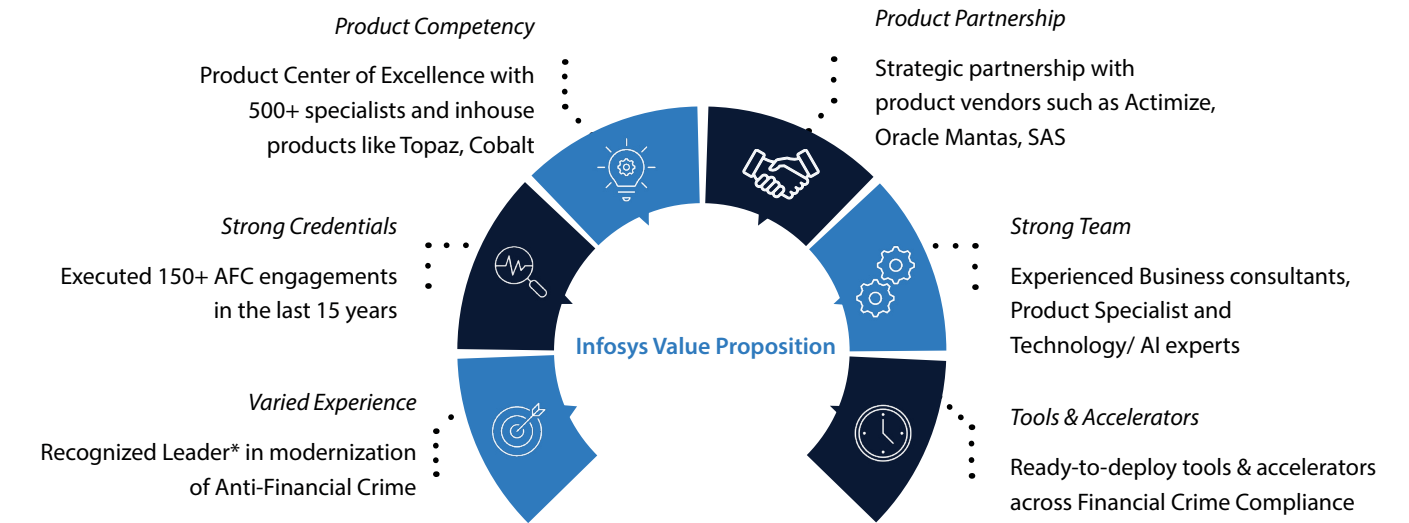 Product Competency
Product Center of Excellence with
500+ specialists and inhouse
products like Topaz, Cobalt
Product Partnership
Strategic partnership with
product vendors such as Actimize,
Oracle Mantas, SAS
Strong Credentials
Executed 150+ AFC engagements
in the last 15 years
Strong Team
Experienced Business consultants,
Product Specialist and
Technology/ AI experts
Infosys Value Proposition
Varied Experience
Recognized Leader* in modernization
of Anti-Financial Crime
Tools & Accelerators
Ready-to-deploy tools & accelerators
across Financial Crime Compliance